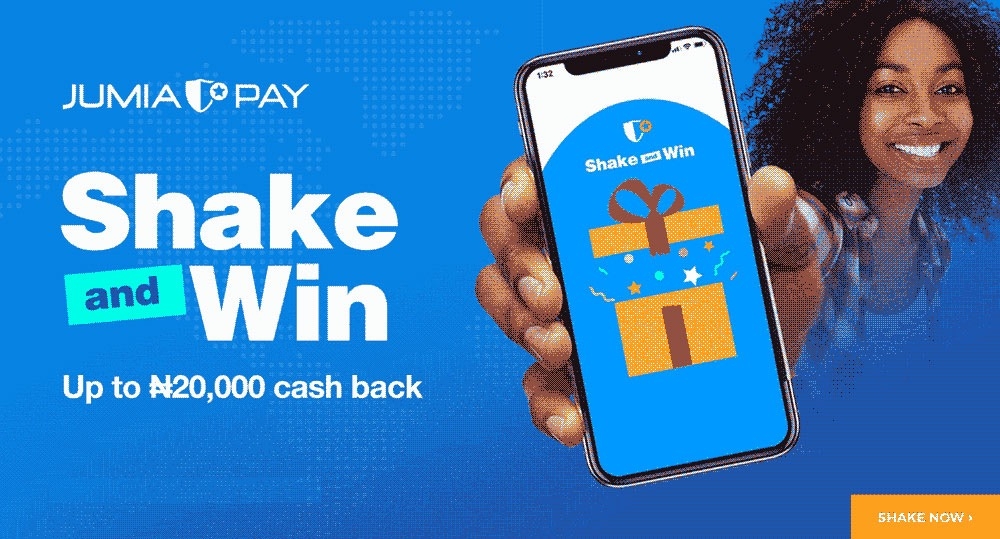 JUMIA PAY
Shake
and Win
Up to ₦20,000 cash back
1:32
Shake and Win
SHAKE NOW ›